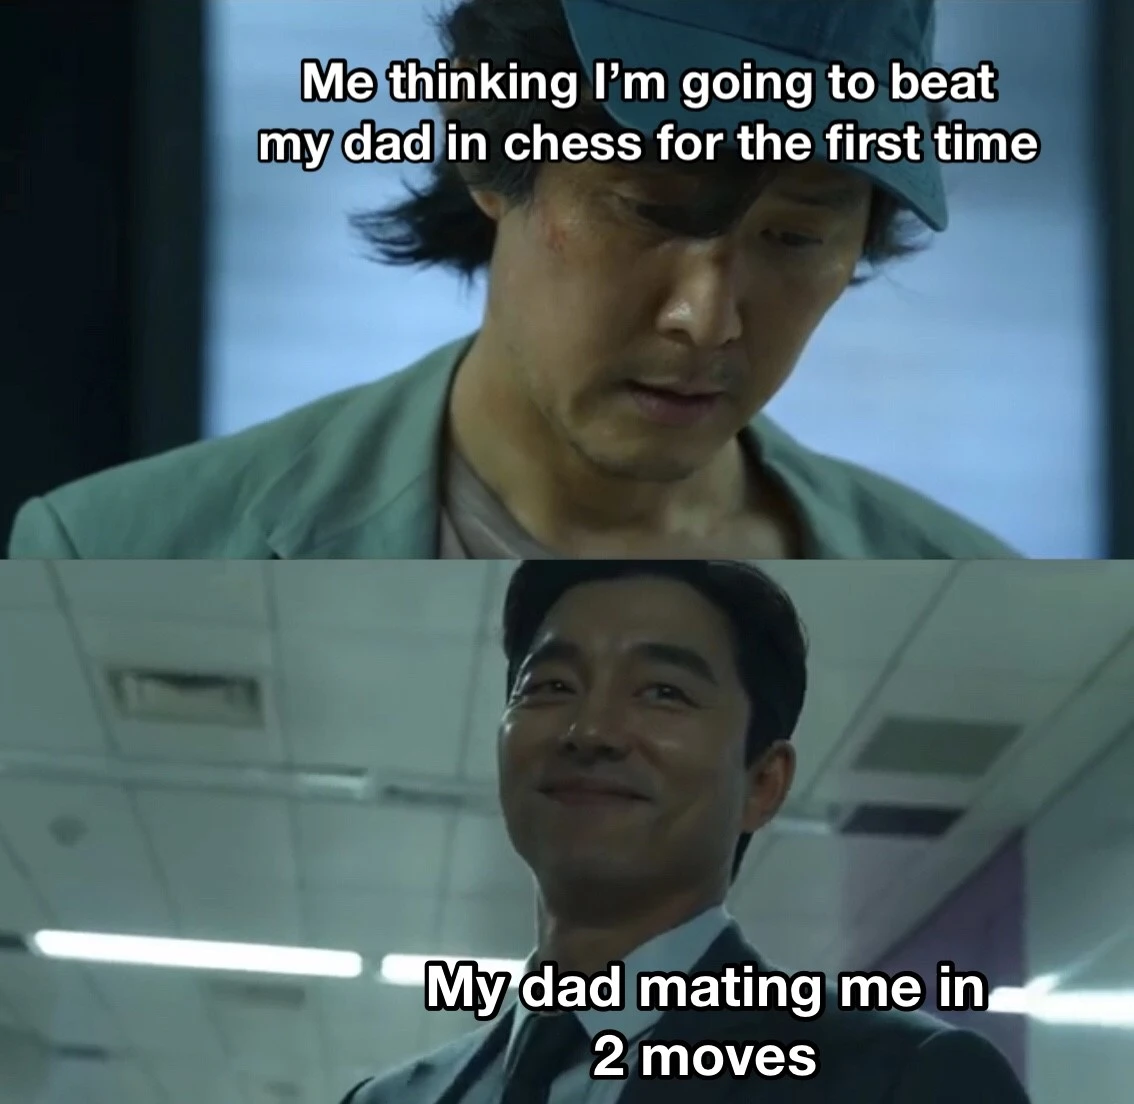 Me thinking I’m going to beat
my dad in chess for the first time
My dad mating me in
2 moves